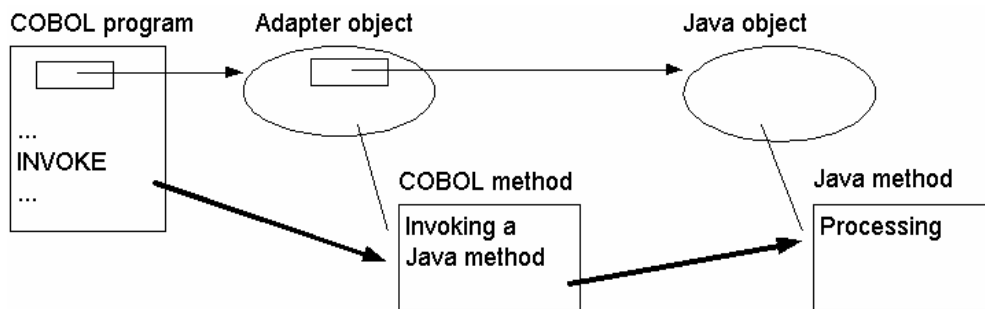 COBOL program
Adapter object
Java object
...
INVOKE
...
COBOL method
Java method
Invoking a
Java method
Processing